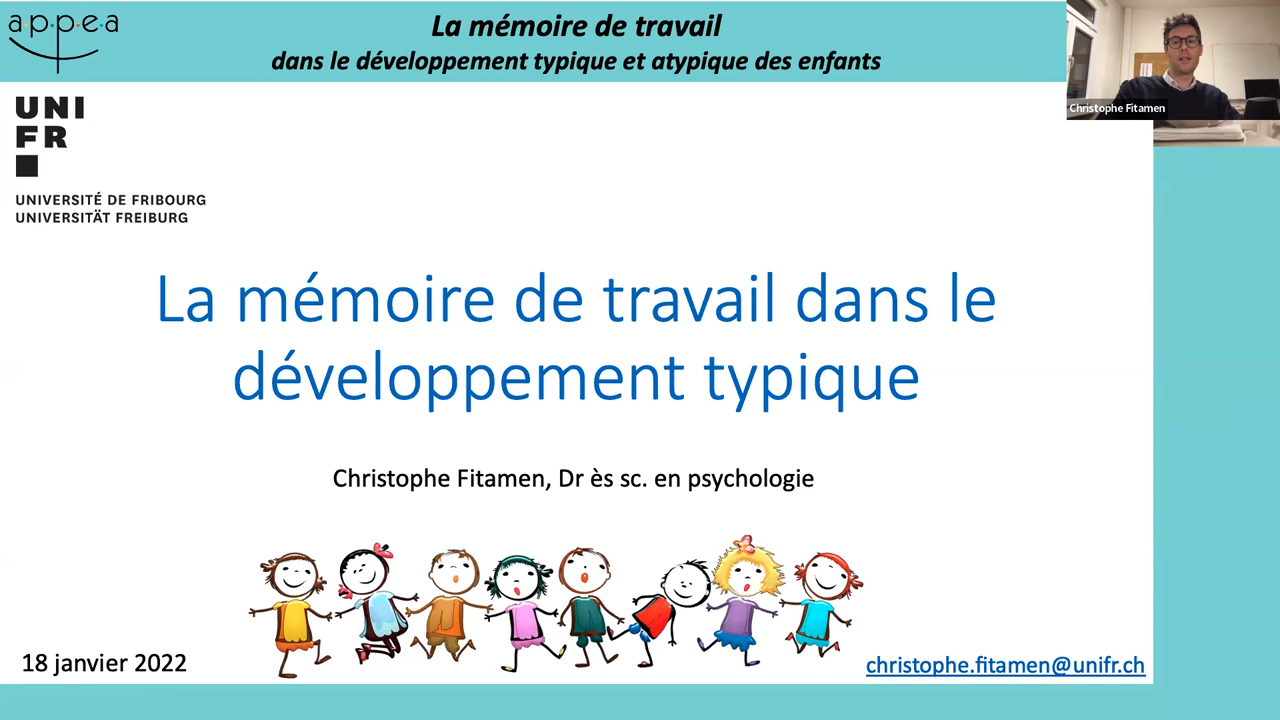 a·p·p·e·a
La mémoire de travail
dans le développement typique et atypique des enfants
Christophe Fitamen
UNI
FR
UNIVERSITÉ DE FRIBOURG
UNIVERSITÄT FREIBURG
La mémoire de travail dans le
développement typique
Christophe Fitamen, Dr ès sc. en psychologie
18 janvier 2022
christophe.fitamen@unifr.ch